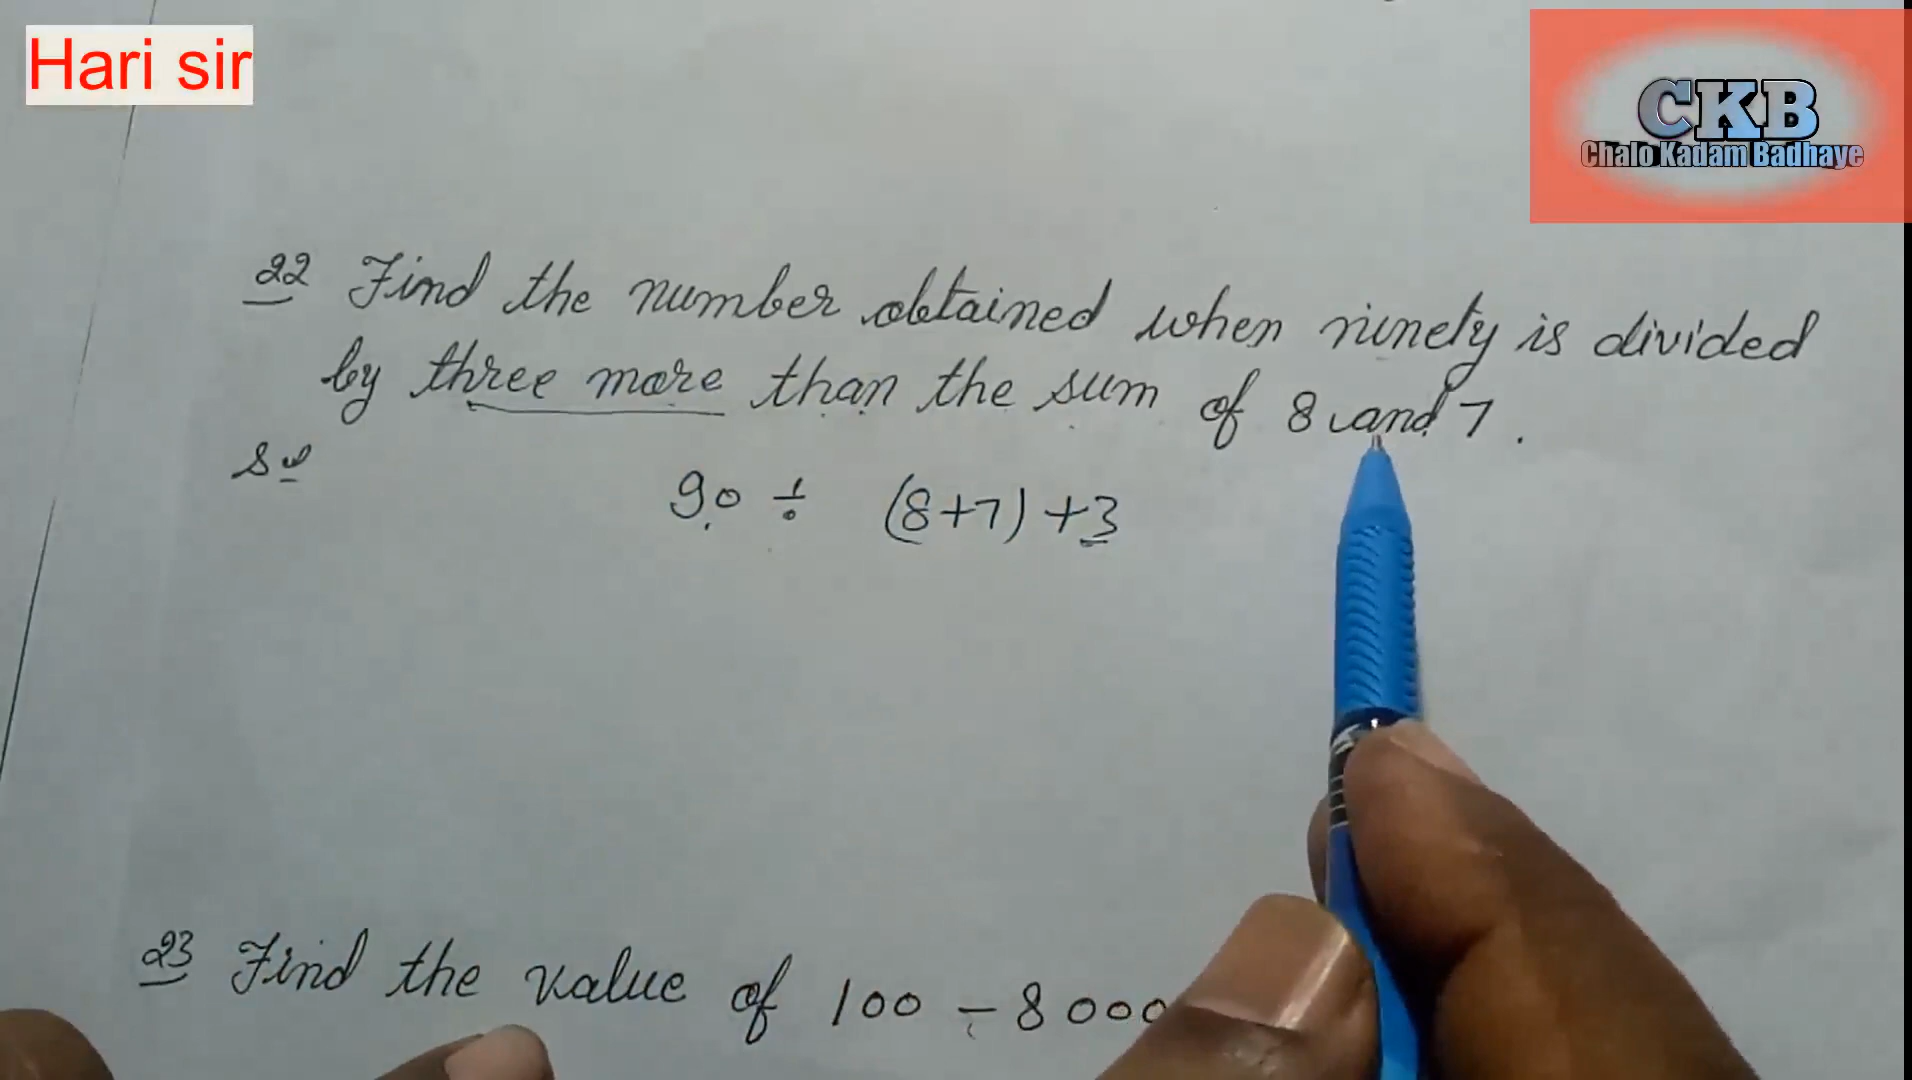 Hari sir
CKB
Chalo Kadam Badhaye
22 Find the number obtained when ninety is divided
by three more than the sum of 8 and 7.
Sol
90 ÷ (8+7) +3
23 Find the value of 100 - 8000